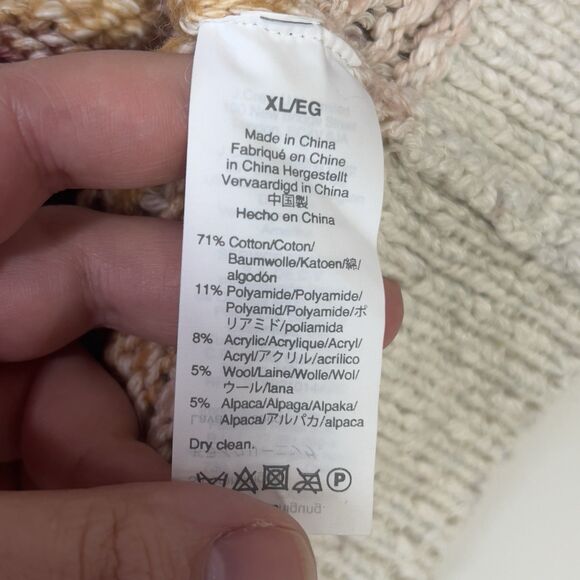 XL/EG
Made in China
Fabriqué en Chine
in China Hergestellt
Vervaardigd in China
中国製
Hecho en China
71% Cotton/Coton/
Baumwolle/Katoen/綿/
algodón
11% Polyamide/Polyamide/
Polyamid/Polyamide/ポ
リアミド/poliamida
8% Acrylic/Acrylique/Acryl/
Acryl/アクリル/acrílico
5% Wool/Laine/Wolle/Wol/
ウール/lana
5% Alpaca/Alpaga/Alpaka/
Alpaca/アルパカ/alpaca
Dry clean.
P